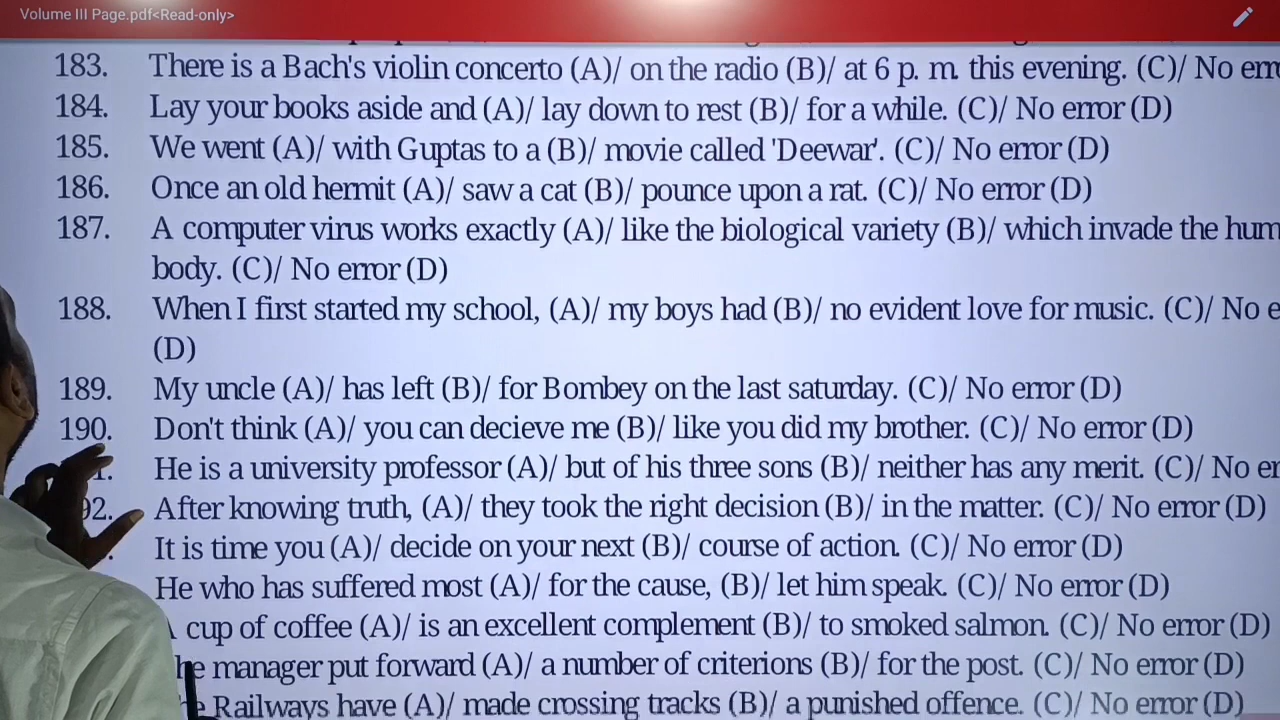 Volume III Page.pdf<Read-only>
183. There is a Bach's violin concerto (A)/ on the radio (B)/ at 6 p. m. this evening. (C)/ No
184. Lay your books aside and (A)/ lay down to rest (B)/ for a while. (C)/ No error (D)
185. We went (A)/ with Guptas to a (B)/ movie called 'Deewar'. (C)/ No error (D)
186. Once an old hermit (A)/ saw a cat (B)/ pounce upon a rat. (C)/ No error (D)
187. A computer virus works exactly (A)/ like the biological variety (B)/ which invade the
body. (C)/ No error (D)
188. When I first started my school, (A)/ my boys had (B)/ no evident love for music. (C)/ No
(D)
189. My uncle (A)/ has left (B)/ for Bombey on the last saturday. (C)/ No error (D)
190. Don't think (A)/ you can decieve me (B)/ like you did my brother. (C)/ No error (D)
He is a university professor (A)/ but of his three sons (B)/ neither has any merit. (C)/ No
92. After knowing truth, (A)/ they took the right decision (B)/ in the matter. (C)/ No error (D)
It is time you (A)/ decide on your next (B)/ course of action. (C)/ No error (D)
He who has suffered most (A)/ for the cause, (B)/ let him speak. (C)/ No error (D)
cup of coffee (A)/ is an excellent complement (B)/ to smoked salmon. (C)/ No error (D)
manager put forward (A)/ a number of criterions (B)/ for the post. (C)/ No error (D)
Railways have (A)/ made crossing tracks (B)/ a punished offence. (C)/ No error (D)